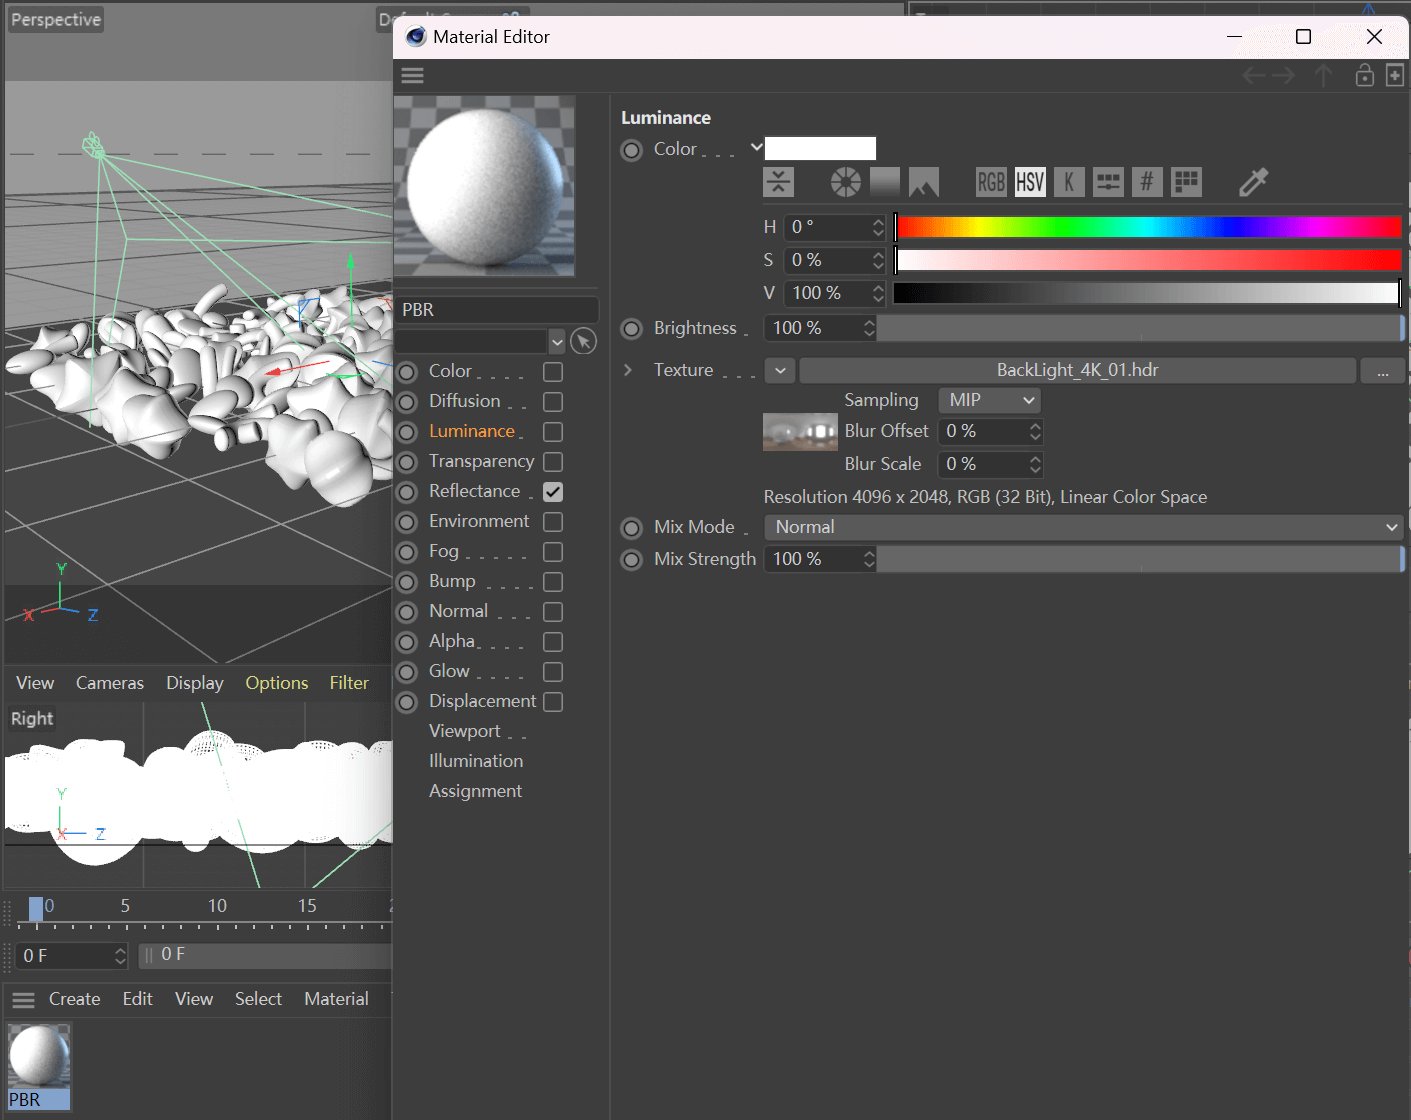 Perspective
Material Editor
Luminance
Color
RGB HSV K #
H 0 °
S 0 %
V 100 %
PBR
Brightness 100 %
Texture BackLight_4K_01.hdr ...
Sampling MIP
Blur Offset 0 %
Blur Scale 0 %
Resolution 4096 x 2048, RGB (32 Bit), Linear Color Space
Mix Mode Normal
Mix Strength 100 %
Color
Diffusion
Luminance
Transparency
Reflectance
Environment
Fog
Bump
Normal
Alpha
Glow
Displacement
Viewport
Illumination
Assignment
Y
X Z
View Cameras Display Options Filter
Right
Y
X Z
0 5 10 15
0 F 0 F
Create Edit View Select Material
PBR